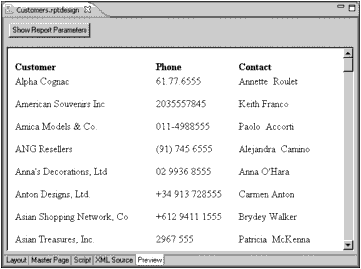 Customers.rptdesign
Show Report Parameters
Customer Phone Contact
Alpha Cognac 61.77.6555 Annette Roulet
American Souvenirs Inc 2035557845 Keith Franco
Amica Models & Co. 011-4988555 Paolo Accorti
ANG Resellers (91) 745 6555 Alejandra Camino
Anna's Decorations, Ltd 02 9936 8555 Anna O'Hara
Anton Designs, Ltd. +34 913 728555 Carmen Anton
Asian Shopping Network, Co +612 9411 1555 Brydey Walker
Asian Treasures, Inc. 2967 555 Patricia McKenna
Layout Master Page Script XML Source Preview